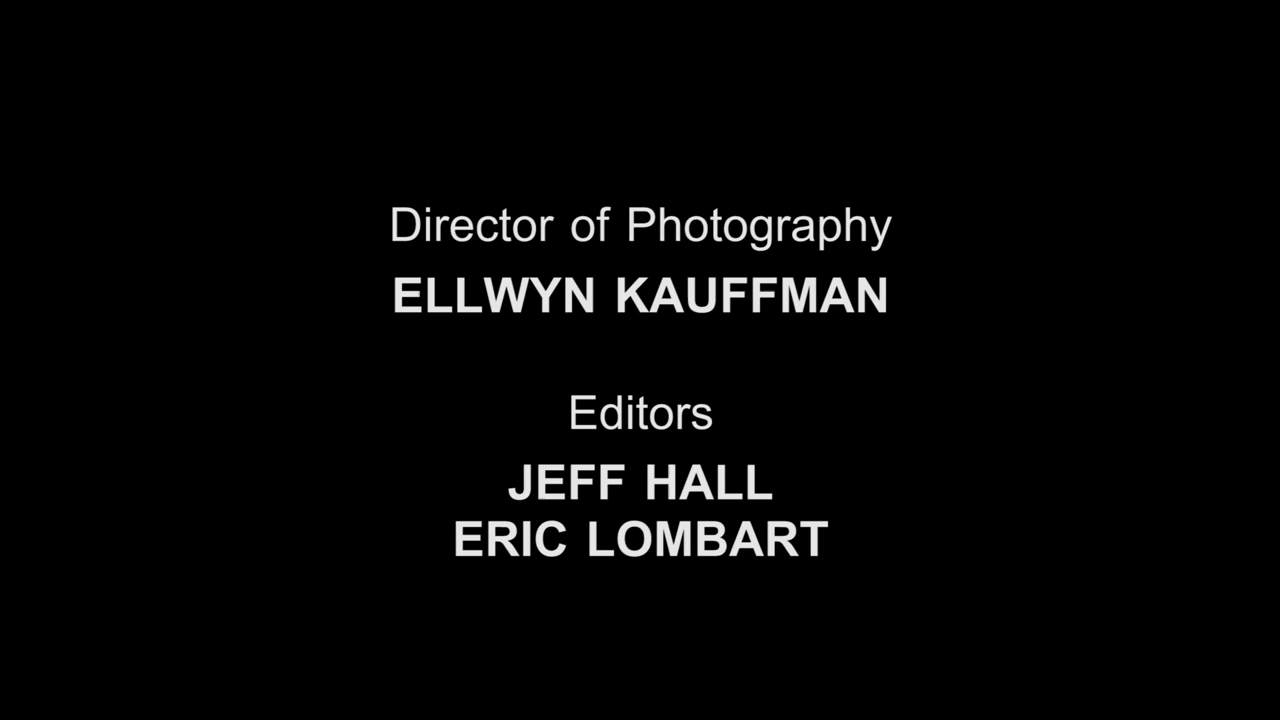 Director of Photography
ELLWYN KAUFFMAN
Editors
JEFF HALL
ERIC LOMBART